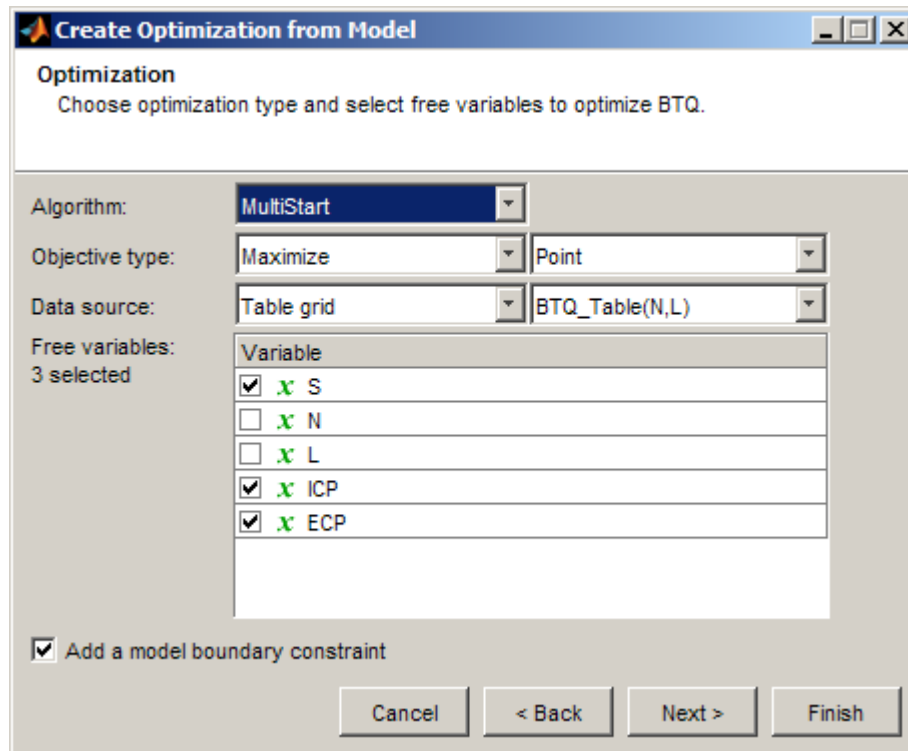 Create Optimization from Model
Optimization
Choose optimization type and select free variables to optimize BTQ.
Algorithm: MultiStart
Objective type: Maximize Point
Data source: Table grid BTQ_Table(N,L)
Free variables: Variable
3 selected
x S
x N
x L
x ICP
x ECP
Add a model boundary constraint
Cancel < Back Next > Finish